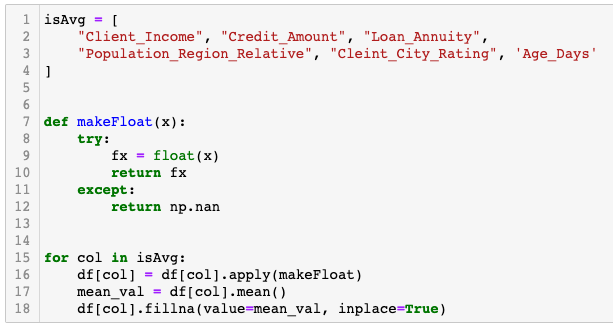 1 isAvg = [
2     "Client_Income", "Credit_Amount", "Loan_Annuity",
3     "Population_Region_Relative", "Cleint_City_Rating", 'Age_Days'
4 ]
5
6
7 def makeFloat(x):
8     try:
9         fx = float(x)
10         return fx
11     except:
12         return np.nan
13
14
15 for col in isAvg:
16     df[col] = df[col].apply(makeFloat)
17     mean_val = df[col].mean()
18     df[col].fillna(value=mean_val, inplace=True)